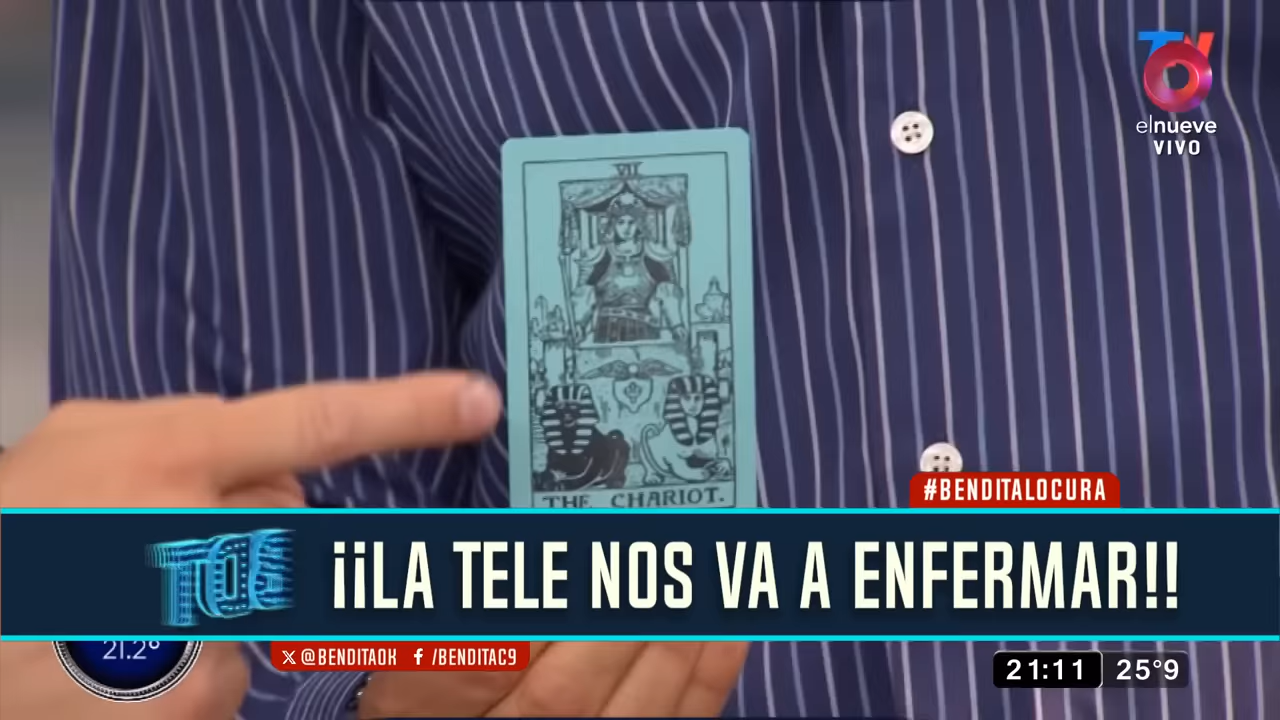 TV
elnueve
VIVO
VII
THE CHARIOT.
#BENDITALOCURA
¡¡LA TELE NOS VA A ENFERMAR!!
21.2°
X @BENDITAOK f /BENDITAC9
21:11 25°9